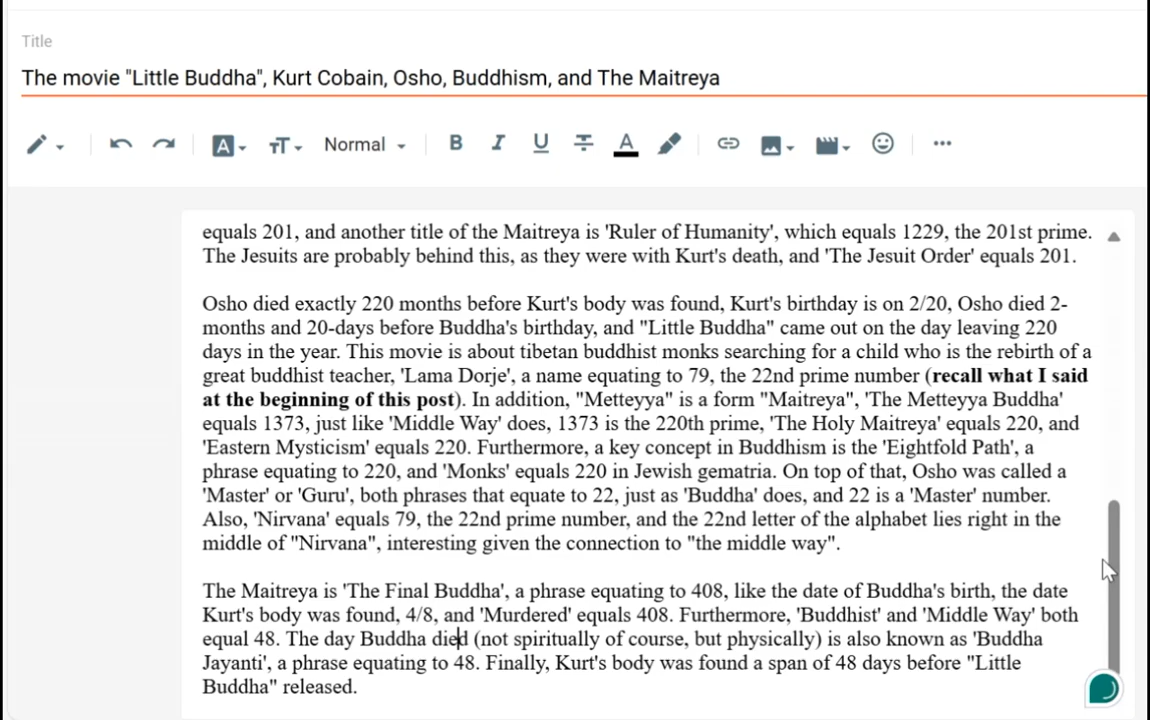 Title
The movie "Little Buddha", Kurt Cobain, Osho, Buddhism, and The Maitreya
Normal
equals 201, and another title of the Maitreya is 'Ruler of Humanity', which equals 1229, the 201st prime.
The Jesuits are probably behind this, as they were with Kurt's death, and 'The Jesuit Order' equals 201.
Osho died exactly 220 months before Kurt's body was found, Kurt's birthday is on 2/20, Osho died 2-
months and 20-days before Buddha's birthday, and "Little Buddha" came out on the day leaving 220
days in the year. This movie is about tibetan buddhist monks searching for a child who is the rebirth of a
great buddhist teacher, 'Lama Dorje', a name equating to 79, the 22nd prime number (recall what I said
at the beginning of this post). In addition, "Metteyya" is a form "Maitreya", 'The Metteyya Buddha'
equals 1373, just like 'Middle Way' does, 1373 is the 220th prime, 'The Holy Maitreya' equals 220, and
'Eastern Mysticism' equals 220. Furthermore, a key concept in Buddhism is the 'Eightfold Path', a
phrase equating to 220, and 'Monks' equals 220 in Jewish gematria. On top of that, Osho was called a
'Master' or 'Guru', both phrases that equate to 22, just as 'Buddha' does, and 22 is a 'Master' number.
Also, 'Nirvana' equals 79, the 22nd prime number, and the 22nd letter of the alphabet lies right in the
middle of "Nirvana", interesting given the connection to "the middle way".
The Maitreya is 'The Final Buddha', a phrase equating to 408, like the date of Buddha's birth, the date
Kurt's body was found, 4/8, and 'Murdered' equals 408. Furthermore, 'Buddhist' and 'Middle Way' both
equal 48. The day Buddha died (not spiritually of course, but physically) is also known as 'Buddha
Jayanti', a phrase equating to 48. Finally, Kurt's body was found a span of 48 days before "Little
Buddha" released.